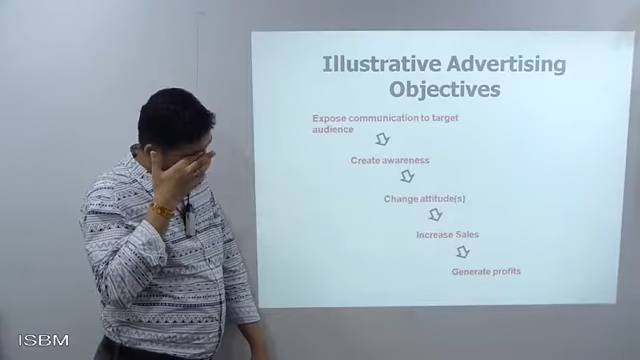 Illustrative Advertising
Objectives
Expose communication to target
audience
Create awareness
Change attitude(s)
Increase Sales
Generate profits
ISBM